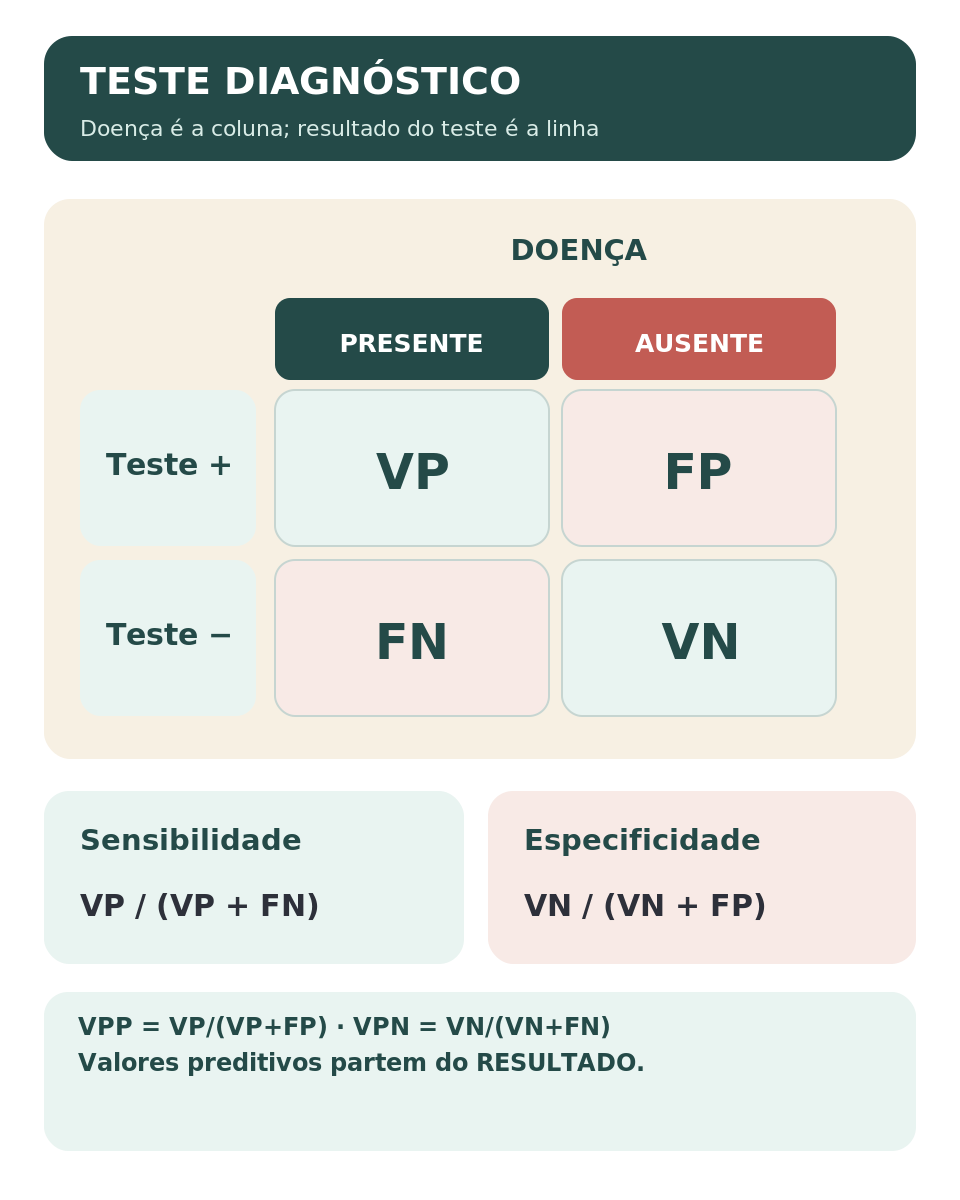 TESTE DIAGNÓSTICO
Doença é a coluna; resultado do teste é a linha
DOENÇA
PRESENTE AUSENTE
Teste + VP FP
Teste − FN VN
Sensibilidade
VP / (VP + FN)
Especificidade
VN / (VN + FP)
VPP = VP/(VP+FP) · VPN = VN/(VN+FN)
Valores preditivos partem do RESULTADO.